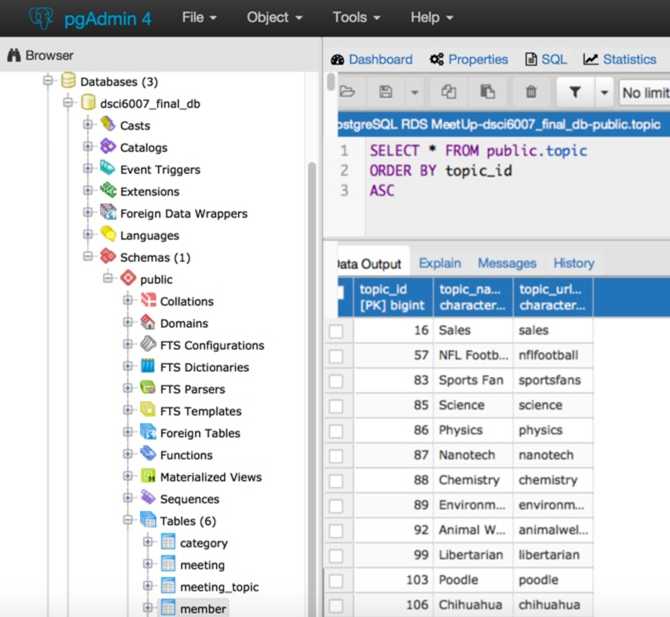 pgAdmin 4 File Object Tools Help
Browser
Databases (3)
dsci6007_final_db
Casts
Catalogs
Event Triggers
Extensions
Foreign Data Wrappers
Languages
Schemas (1)
public
Collations
Domains
FTS Configurations
FTS Dictionaries
FTS Parsers
FTS Templates
Foreign Tables
Functions
Materialized Views
Sequences
Tables (6)
category
meeting
meeting_topic
member
Dashboard Properties SQL Statistics
No limit
ostgreSQL RDS MeetUp-dsci6007_final_db-public.topic
1 SELECT * FROM public.topic
2 ORDER BY topic_id
3 ASC
Data Output Explain Messages History
topic_id topic_na... topic_url...
[PK] bigint character... character...
16 Sales sales
57 NFL Footb... nflfootball
83 Sports Fan sportsfans
85 Science science
86 Physics physics
87 Nanotech nanotech
88 Chemistry chemistry
89 Environm... environm...
92 Animal W... animalwel...
99 Libertarian libertarian
103 Poodle poodle
106 Chihuahua chihuahua